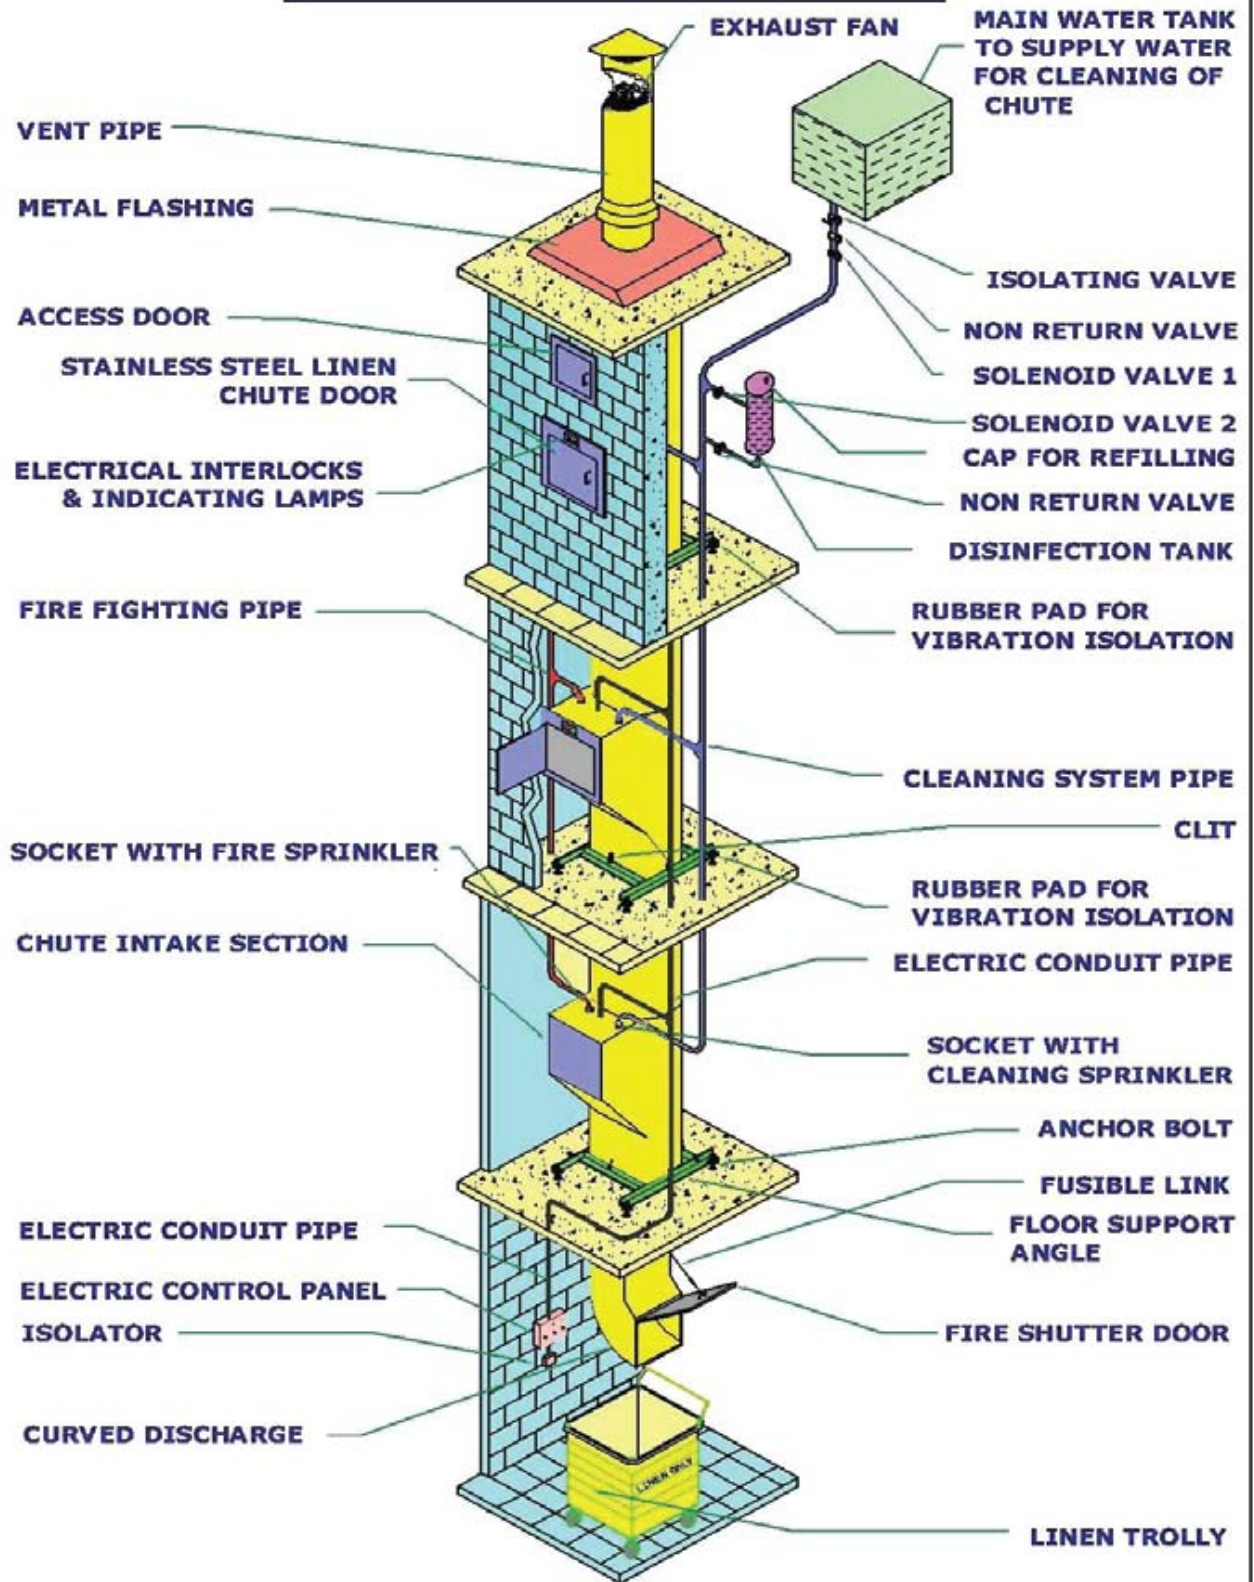 EXHAUST FAN
MAIN WATER TANK
TO SUPPLY WATER
FOR CLEANING OF
CHUTE
VENT PIPE
METAL FLASHING
ISOLATING VALVE
ACCESS DOOR
NON RETURN VALVE
STAINLESS STEEL LINEN
CHUTE DOOR
SOLENOID VALVE 1
SOLENOID VALVE 2
CAP FOR REFILLING
ELECTRICAL INTERLOCKS
& INDICATING LAMPS
NON RETURN VALVE
DISINFECTION TANK
FIRE FIGHTING PIPE
RUBBER PAD FOR
VIBRATION ISOLATION
CLEANING SYSTEM PIPE
CLIT
SOCKET WITH FIRE SPRINKLER
RUBBER PAD FOR
VIBRATION ISOLATION
CHUTE INTAKE SECTION
ELECTRIC CONDUIT PIPE
SOCKET WITH
CLEANING SPRINKLER
ANCHOR BOLT
FUSIBLE LINK
ELECTRIC CONDUIT PIPE
FLOOR SUPPORT
ANGLE
ELECTRIC CONTROL PANEL
ISOLATOR
FIRE SHUTTER DOOR
CURVED DISCHARGE
LINEN ONLY
LINEN TROLLY